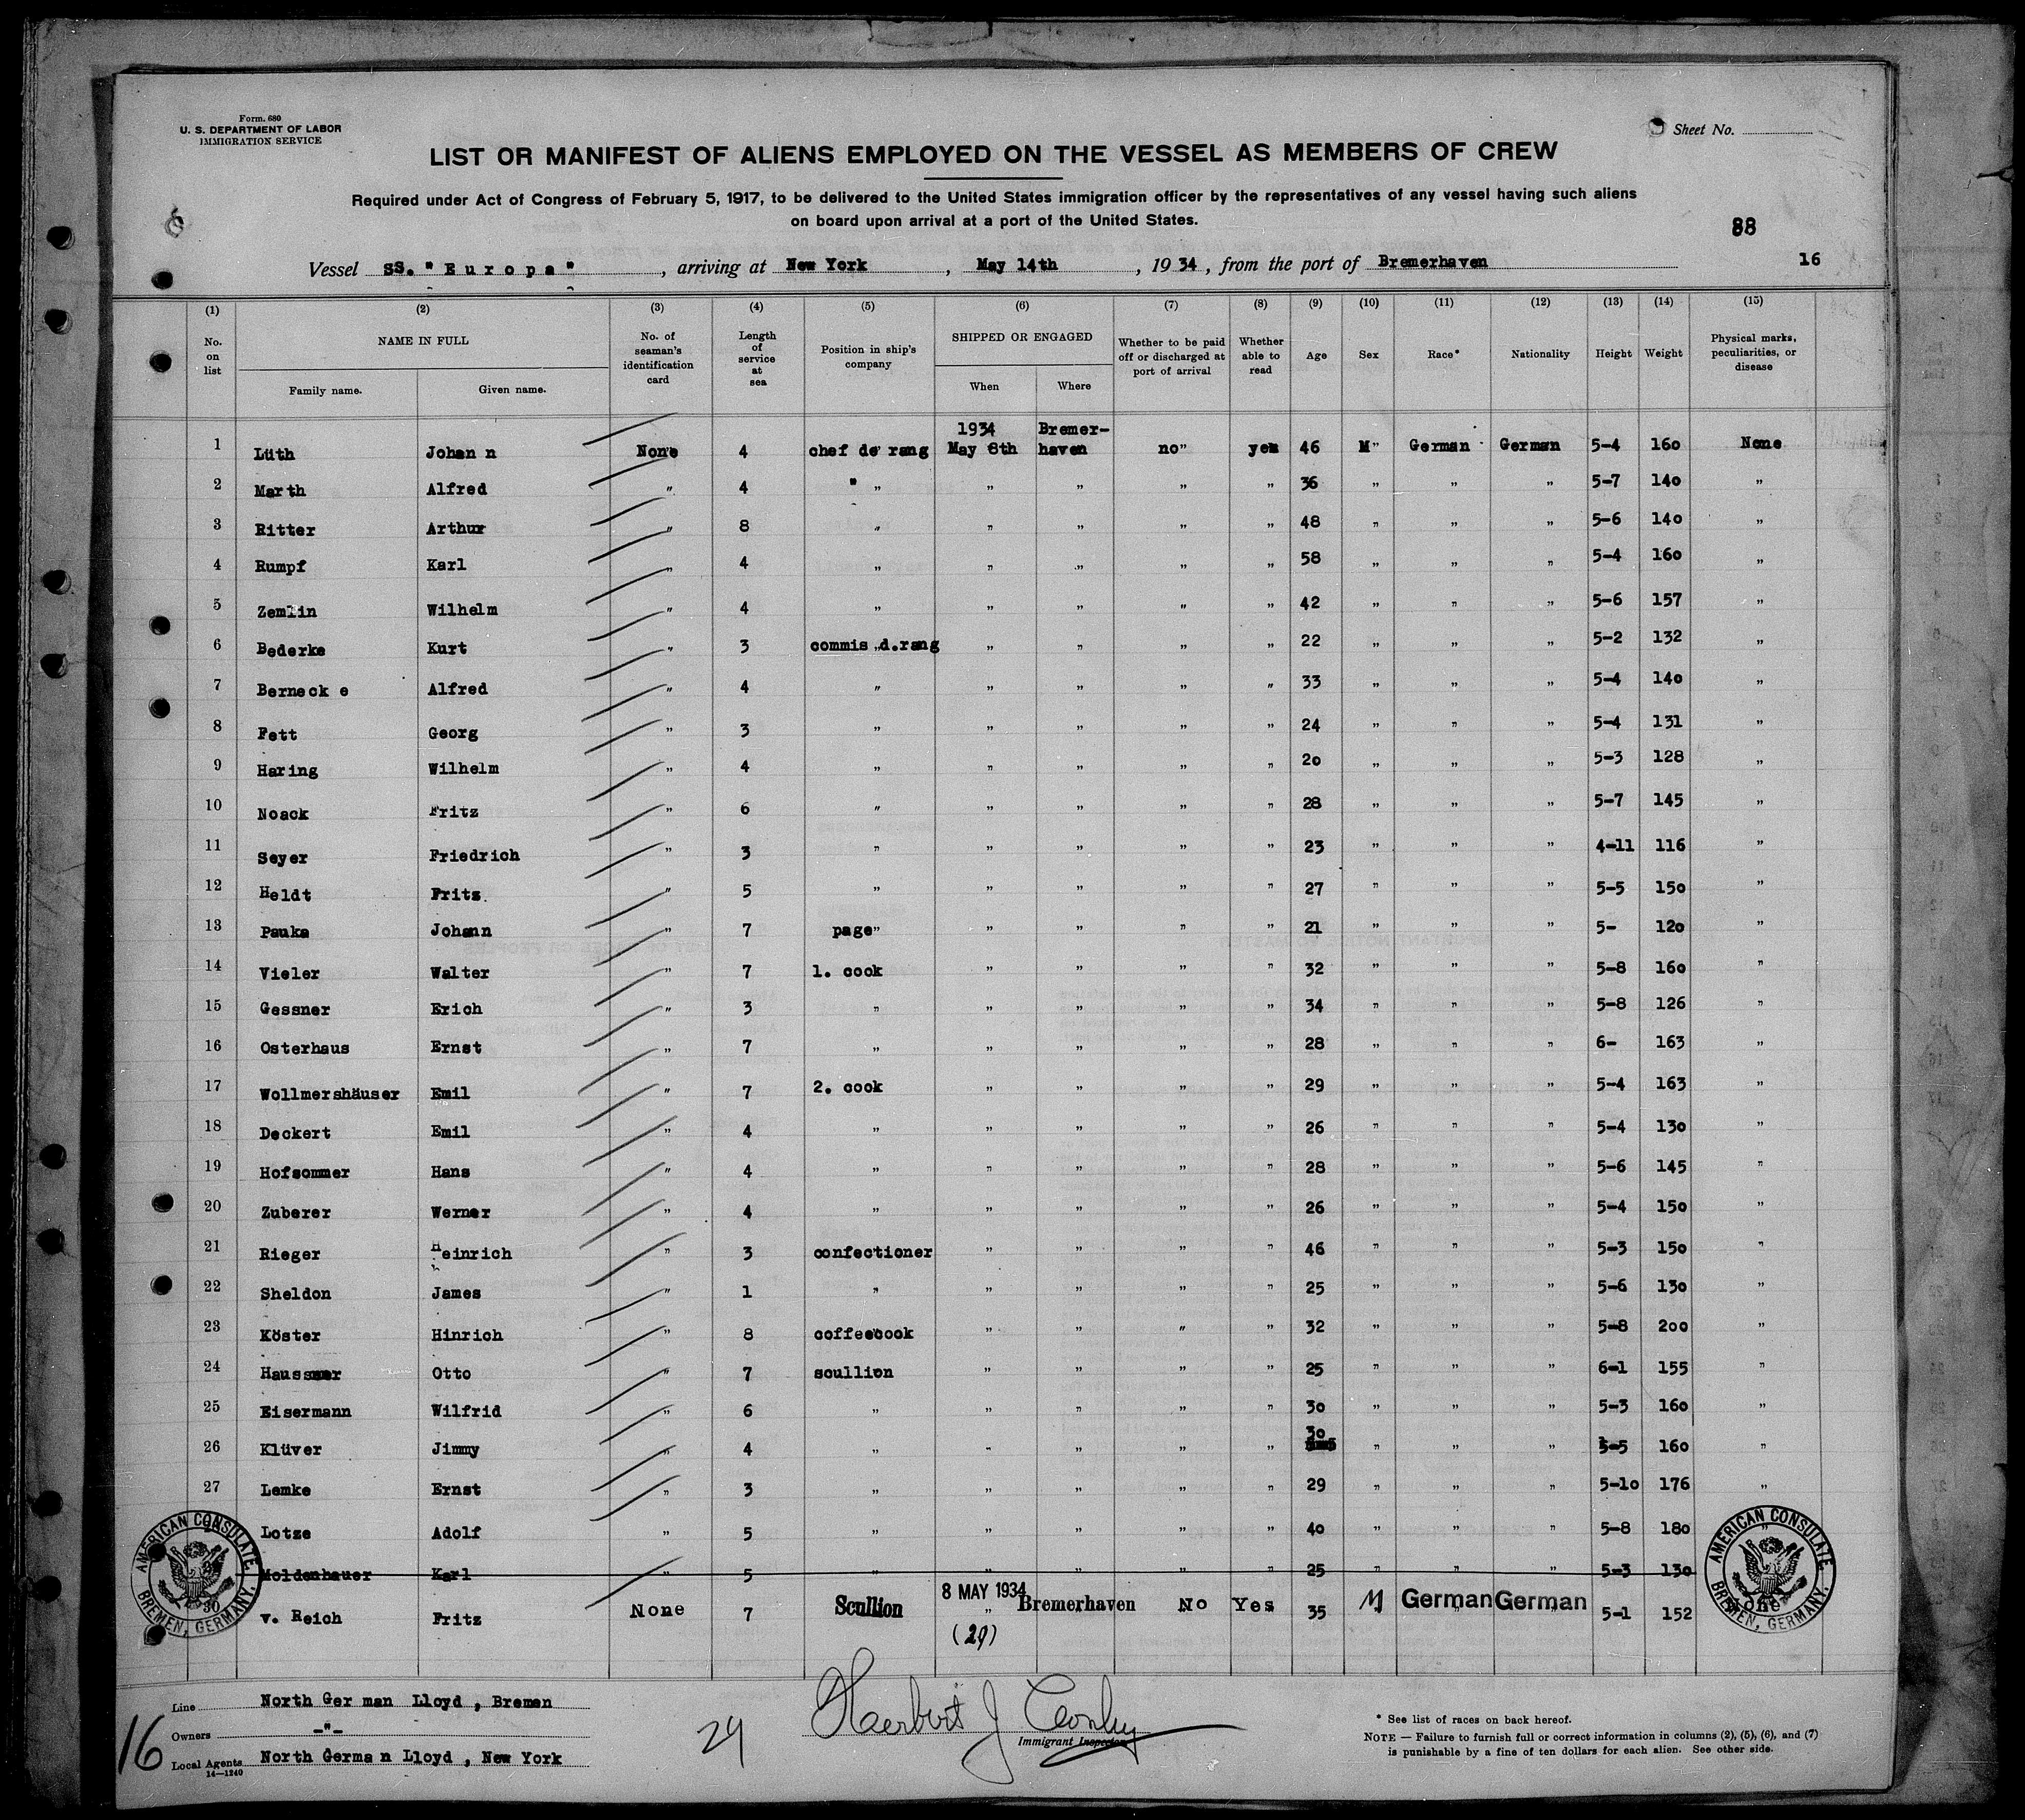 Form. 680
U. S. DEPARTMENT OF LABOR
IMMIGRATION SERVICE
Sheet No.
LIST OR MANIFEST OF ALIENS EMPLOYED ON THE VESSEL AS MEMBERS OF CREW
Required under Act of Congress of February 5, 1917, to be delivered to the United States immigration officer by the representatives of any vessel having such aliens
on board upon arrival at a port of the United States.
88
Vessel SS. "Europa", arriving at New York, May 14th, 1934, from the port of Bremerhaven
16
(1) (2) (3) (4) (5) (6) (7) (8) (9) (10) (11) (12) (13) (14) (15)
No. on list NAME IN FULL Family name. Given name. No. of seaman's identification card Length of service at sea Position in ship's company SHIPPED OR ENGAGED When Where Whether to be paid off or discharged at port of arrival Whether able to read Age Sex Race* Nationality Height Weight Physical marks, peculiarities, or disease
1934 Bremer-
1 Lüth Johann None 4 chef de rang May 8th haven no" yes 46 M" German German 5-4 160 None
2 Marth Alfred " 4 " " " " " " 36 " " " 5-7 140 "
3 Ritter Arthur " 8 " " " " " 48 " " " 5-6 140 "
4 Rumpf Karl " 4 " " " " " 58 " " " 5-4 160 "
5 Zemlin Wilhelm " 4 " " " " " 42 " " " 5-6 157 "
6 Bederke Kurt " 3 commis d.rang " " " " 22 " " " 5-2 132 "
7 Bernecke Alfred " 4 " " " " " 33 " " " 5-4 140 "
8 Fett Georg " 3 " " " " " 24 " " " 5-4 131 "
9 Haring Wilhelm " 4 " " " " " 20 " " " 5-3 128 "
10 Noack Fritz " 6 " " " " " 28 " " " 5-7 145 "
11 Seyer Friedrich " 3 " " " " " 23 " " " 4-11 116 "
12 Heldt Fritz " 5 " " " " " 27 " " " 5-5 150 "
13 Pauka Johann " 7 page" " " " " 21 " " " 5- 120 "
14 Vieler Walter " 7 1. cook " " " " 32 " " " 5-8 160 "
15 Gessner Erich " 3 " " " " " 34 " " " 5-8 126 "
16 Osterhaus Ernst " 7 " " " " " 28 " " " 6- 163 "
17 Wollmershäuser Emil " 7 2. cook " " " " 29 " " " 5-4 163 "
18 Deckert Emil " 4 " " " " " 26 " " " 5-4 130 "
19 Hofsommer Hans " 4 " " " " " 28 " " " 5-6 145 "
20 Zuberer Werner " 4 " " " " " 26 " " " 5-4 150 "
21 Rieger Heinrich " 3 confectioner " " " " 46 " " " 5-3 150 "
22 Sheldon James " 1 " " " " " 25 " " " 5-6 130 "
23 Köster Hinrich " 8 coffeecook " " " " 32 " " " 5-8 200 "
24 Otto " 7 scullion " " " " 25 " " " 6-1 155 "
25 Eisermann Wilfrid " 6 " " " " " 30 " " " 5-3 160 "
26 Klüver Jimmy " 4 " " " " " 30 " " " 5-5 160 "
27 Lemke Ernst " 3 " " " " " 29 " " " 5-10 176 "
Lotze Adolf " 5 " " " " " 40 " " " 5-8 180 "
Moldenhauer Karl " 5 " " " " " 25 " " " 5-3 130
30 v. Reich Fritz None 7 Scullion 8 MAY 1934 Bremerhaven No Yes 35 M German German 5-1 152 None
(29)
AMERICAN CONSULATE, BREMEN, GERMANY.
AMERICAN CONSULATE, BREMEN, GERMANY.
Line North German Lloyd, Bremen
Owners -"-
Local Agents North German Lloyd, New York
14—1240
16
29
Immigrant Inspector
* See list of races on back hereof.
NOTE — Failure to furnish full or correct information in columns (2), (5), (6), and (7)
is punishable by a fine of ten dollars for each alien. See other side.